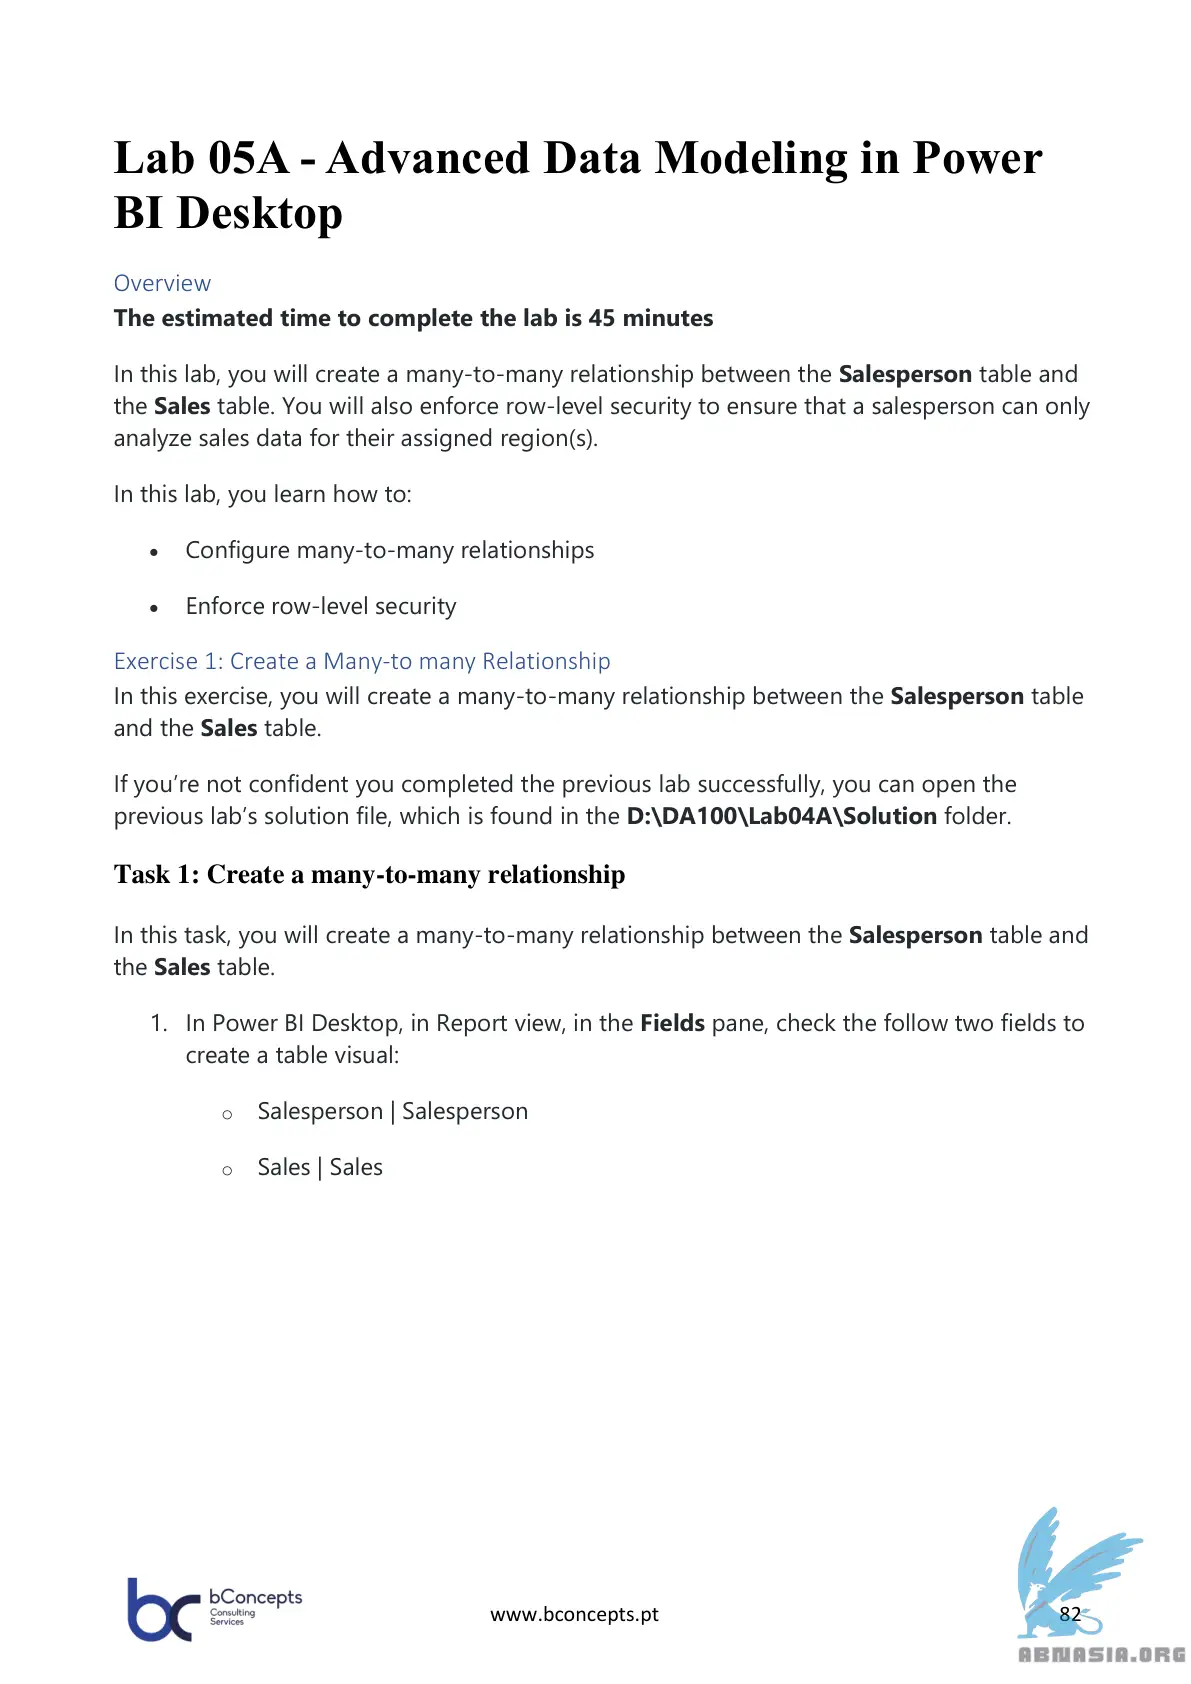 Lab 05A - Advanced Data Modeling in Power
BI Desktop
Overview
The estimated time to complete the lab is 45 minutes
In this lab, you will create a many-to-many relationship between the Salesperson table and
the Sales table. You will also enforce row-level security to ensure that a salesperson can only
analyze sales data for their assigned region(s).
In this lab, you learn how to:
• Configure many-to-many relationships
• Enforce row-level security
Exercise 1: Create a Many-to many Relationship
In this exercise, you will create a many-to-many relationship between the Salesperson table
and the Sales table.
If you’re not confident you completed the previous lab successfully, you can open the
previous lab’s solution file, which is found in the D:\DA100\Lab04A\Solution folder.
Task 1: Create a many-to-many relationship
In this task, you will create a many-to-many relationship between the Salesperson table and
the Sales table.
1. In Power BI Desktop, in Report view, in the Fields pane, check the follow two fields to
create a table visual:
o Salesperson | Salesperson
o Sales | Sales
bc bConcepts
Consulting
Services
www.bconcepts.pt
82
ABNASIA.ORG